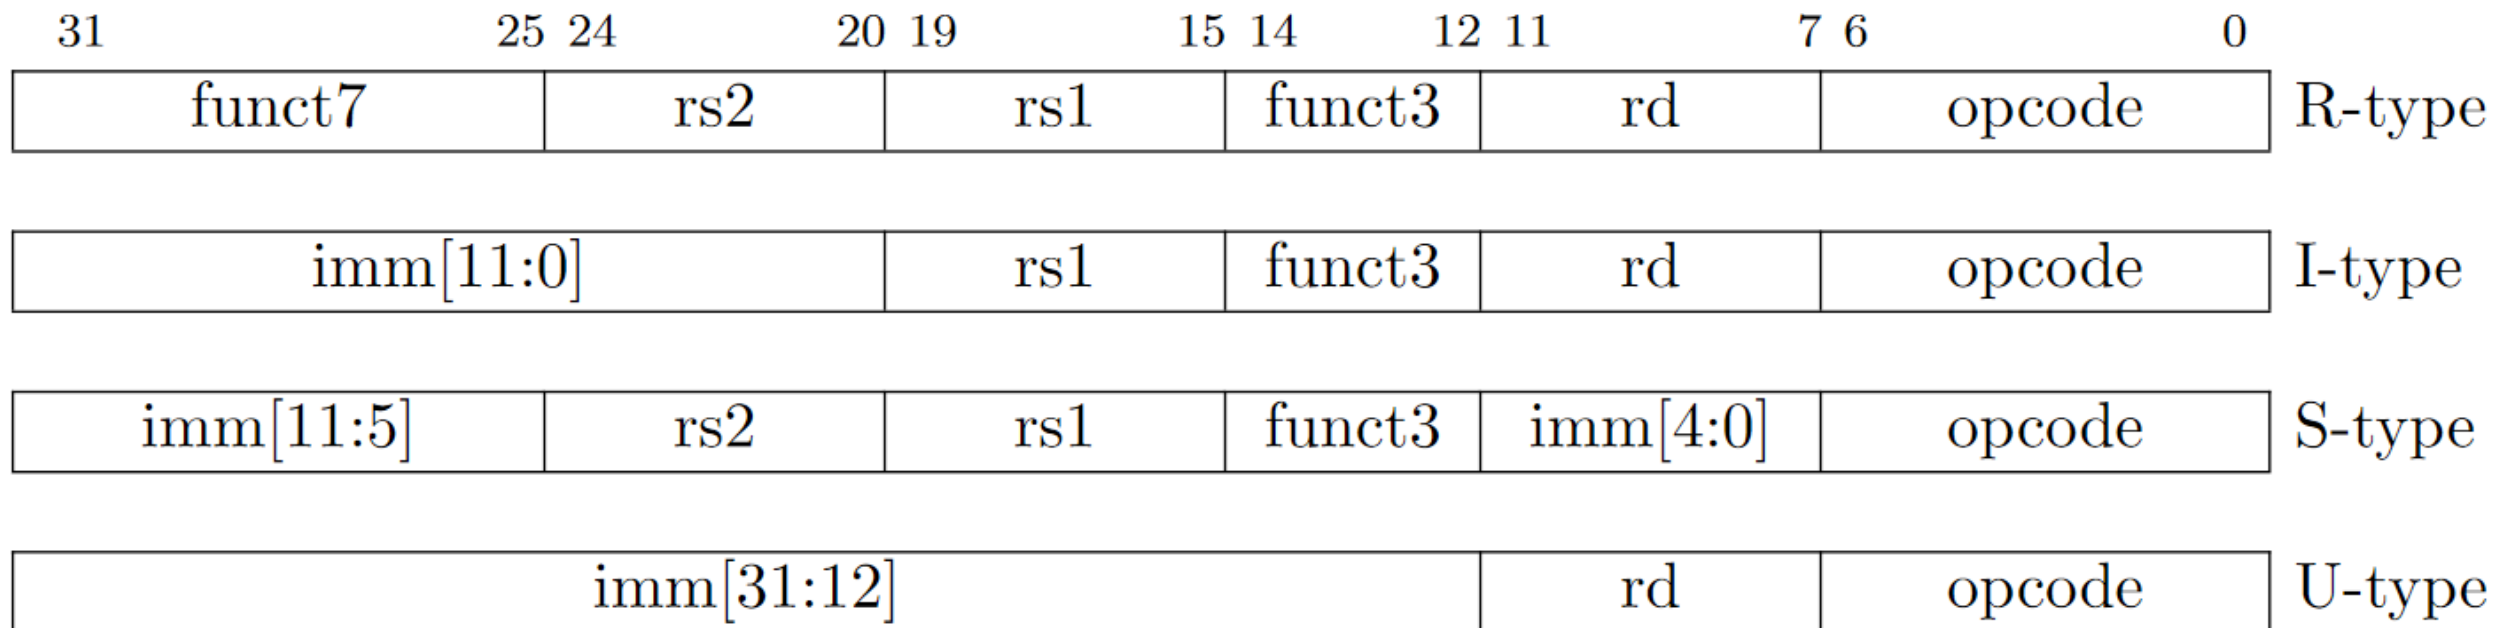 31 25 24 20 19 15 14 12 11 7 6 0
funct7 rs2 rs1 funct3 rd opcode R-type
imm[11:0] rs1 funct3 rd opcode I-type
imm[11:5] rs2 rs1 funct3 imm[4:0] opcode S-type
imm[31:12] rd opcode U-type